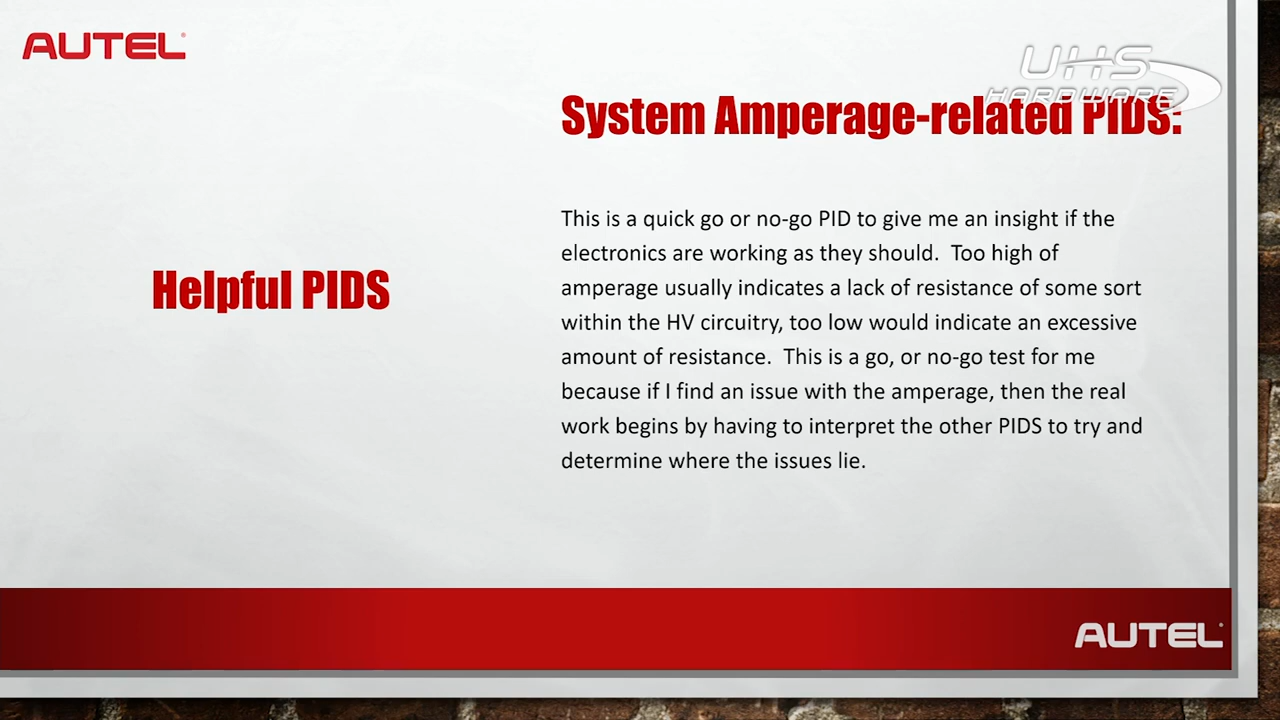 AUTEL
UHS
HARDWARE
System Amperage-related PIDS:
Helpful PIDS
This is a quick go or no-go PID to give me an insight if the
electronics are working as they should.  Too high of
amperage usually indicates a lack of resistance of some sort
within the HV circuitry, too low would indicate an excessive
amount of resistance.  This is a go, or no-go test for me
because if I find an issue with the amperage, then the real
work begins by having to interpret the other PIDS to try and
determine where the issues lie.
AUTEL